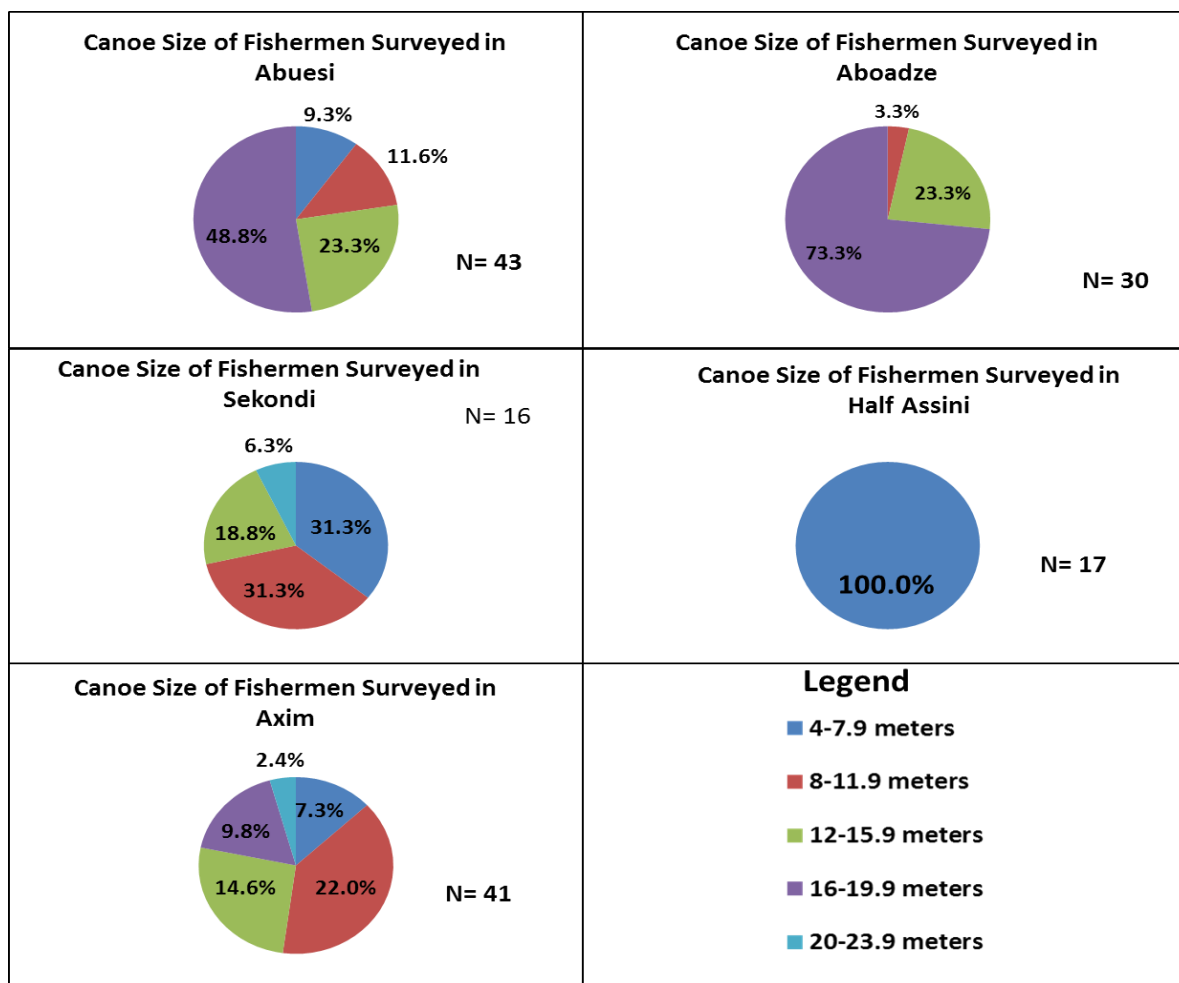 Canoe Size of Fishermen Surveyed in
Abuesi
9.3%
11.6%
23.3%
48.8%
N= 43
Canoe Size of Fishermen Surveyed in
Aboadze
3.3%
23.3%
73.3%
N= 30
Canoe Size of Fishermen Surveyed in
Sekondi
N= 16
6.3%
31.3%
18.8%
31.3%
Canoe Size of Fishermen Surveyed in
Half Assini
100.0%
N= 17
Canoe Size of Fishermen Surveyed in
Axim
2.4%
7.3%
9.8%
14.6%
22.0%
N= 41
Legend
4-7.9 meters
8-11.9 meters
12-15.9 meters
16-19.9 meters
20-23.9 meters